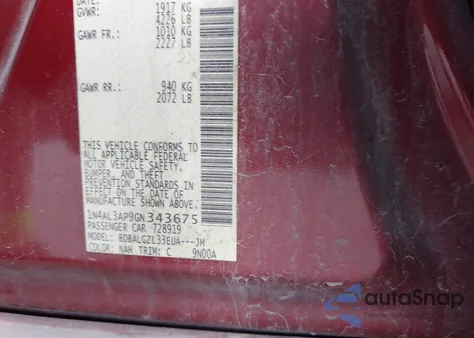 DATE:
GVWR: 1917 KG
4226 LB
GAWR FR.: 1010 KG
2227 LB
GAWR RR.: 940 KG
2072 LB
THIS VEHICLE CONFORMS TO
ALL APPLICABLE FEDERAL
MOTOR VEHICLE SAFETY,
BUMPER, AND THEFT
PREVENTION STANDARDS IN
EFFECT ON THE DATE OF
MANUFACTURE SHOWN ABOVE.
1N4AL3AP9GN343675
PASSENGER CAR 728919
MODEL: BDBALGZL33EUA---JH
COLOR: NAH TRIM: C 9N00A
autoSnap